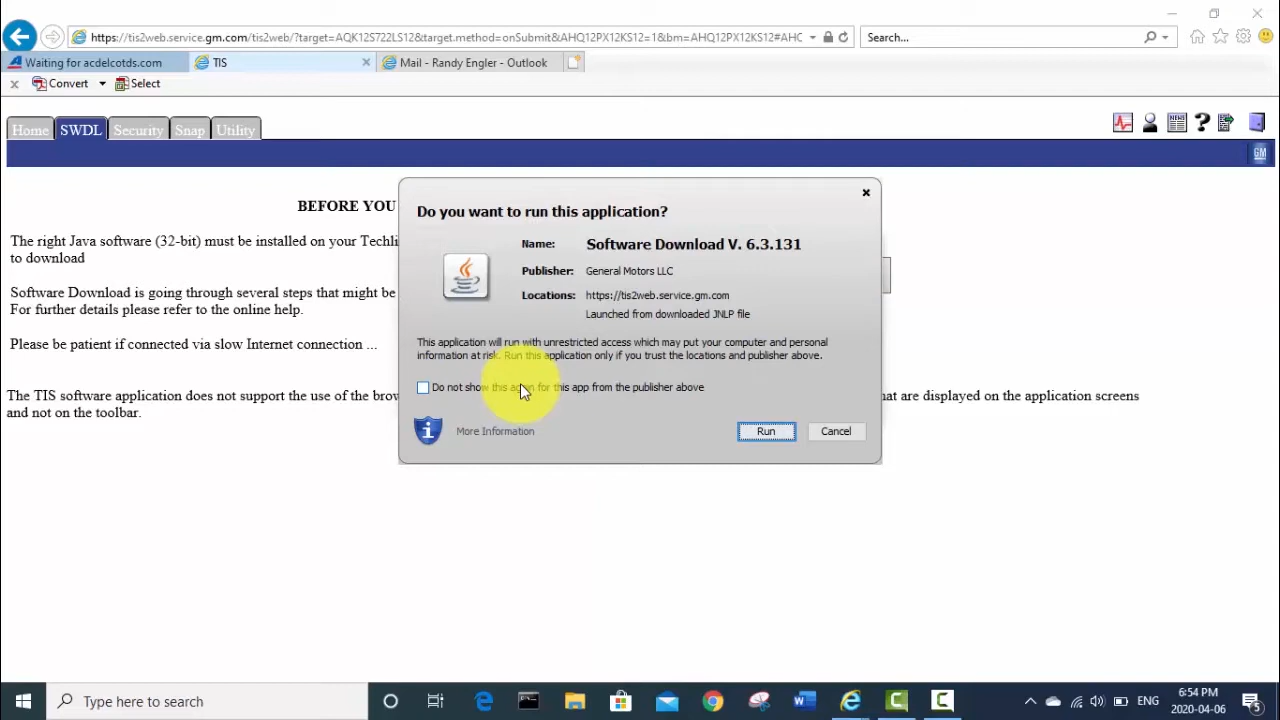 https://tis2web.service.gm.com/tis2web/?target=AQK12S722LS12&target.method=onSubmit&AHQ12PX12KS12=1&bm=AHQ12PX12KS12#AHC
Search...
Waiting for acdelcotds.com
TIS
Mail - Randy Engler - Outlook
x Convert Select
Home SWDL Security Snap Utility
GM
BEFORE YOU
The right Java software (32-bit) must be installed on your Techli
to download
Software Download is going through several steps that might be
For further details please refer to the online help.
Please be patient if connected via slow Internet connection ...
The TIS software application does not support the use of the brow
hat are displayed on the application screens
and not on the toolbar.
Do you want to run this application?
Name: Software Download V. 6.3.131
Publisher: General Motors LLC
Locations: https://tis2web.service.gm.com
Launched from downloaded JNLP file
This application will run with unrestricted access which may put your computer and personal
information at risk. Run this application only if you trust the locations and publisher above.
Do not show this again for this app from the publisher above
More Information
Run
Cancel
Type here to search
ENG
6:54 PM
2020-04-06
5